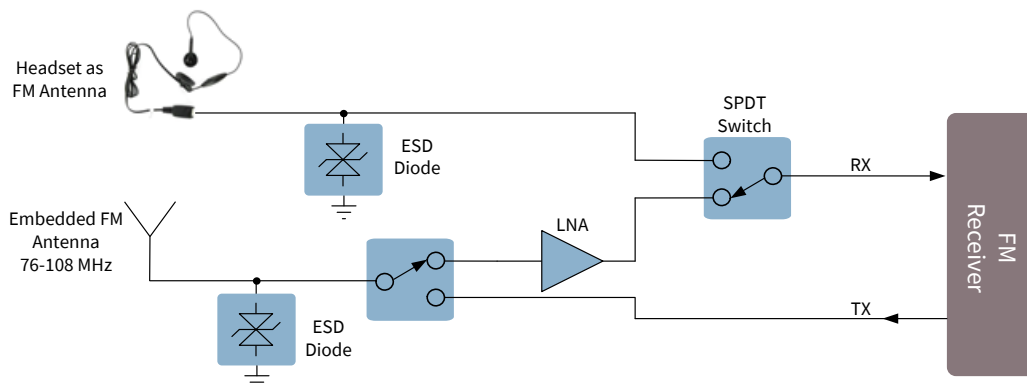 Headset as
FM Antenna
ESD
Diode
SPDT
Switch
RX
FM
Receiver
Embedded FM
Antenna
76-108 MHz
LNA
ESD
Diode
TX